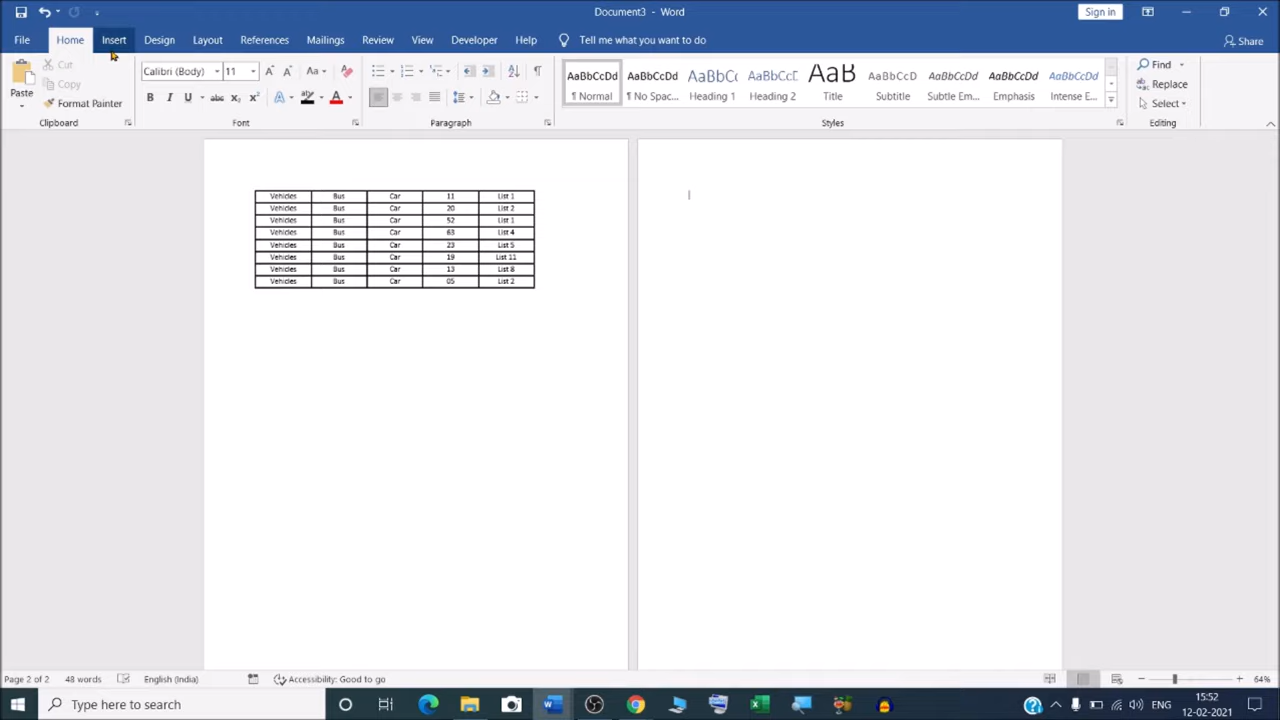 Document3 - Word
Sign in
File Home Insert Design Layout References Mailings Review View Developer Help Tell me what you want to do Share
Paste Cut Copy Format Painter
Calibri (Body) 11
AaBbCcDd AaBbCcDd AaBbCc AaBbCcC AaB AaBbCcDd AaBbCcDd AaBbCcDd AaBbCcDd
¶ Normal ¶ No Spac... Heading 1 Heading 2 Title Subtitle Subtle Em... Emphasis Intense E...
Find
Replace
Select
Clipboard Font Paragraph Styles Editing
Vehicles Bus Car 11 List 1
Vehicles Bus Car 20 List 2
Vehicles Bus Car 52 List 1
Vehicles Bus Car 63 List 4
Vehicles Bus Car 23 List 5
Vehicles Bus Car 19 List 11
Vehicles Bus Car 13 List 8
Vehicles Bus Car 05 List 2
Page 2 of 2 48 words English (India) Accessibility: Good to go 64%
Type here to search
ENG
15:52
12-02-2021